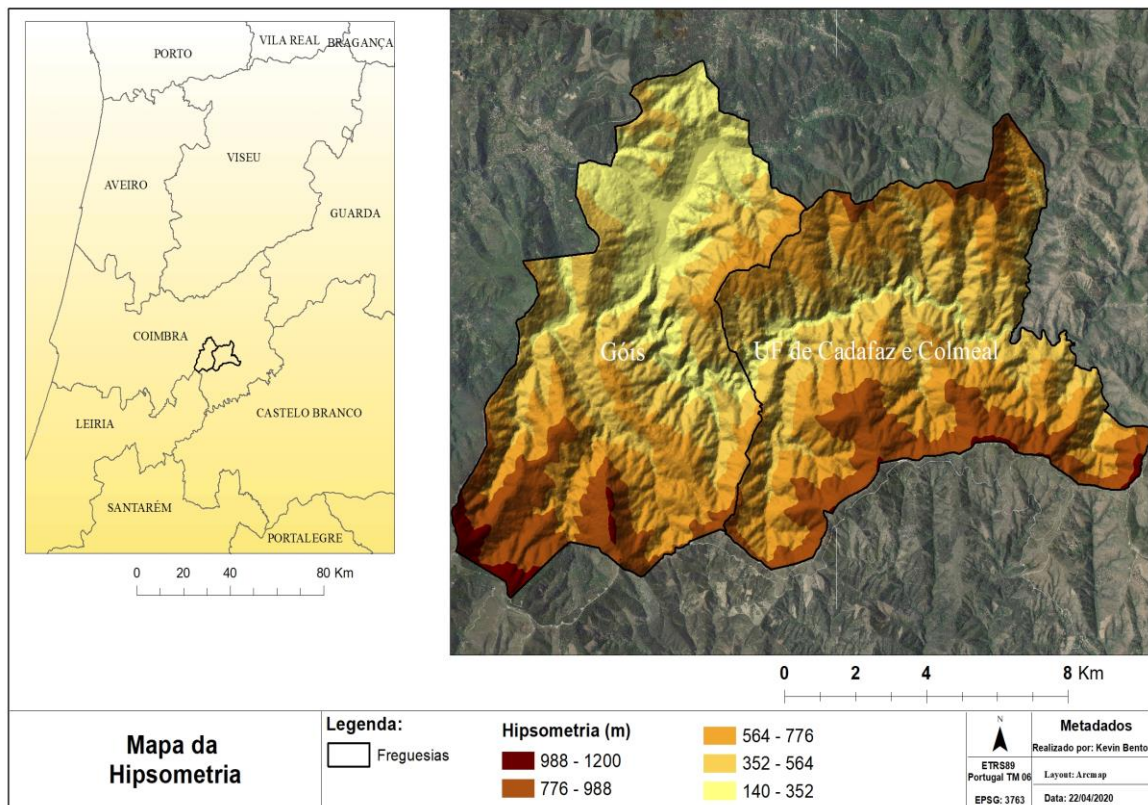 PORTO
VILA REAL
BRAGANÇA
VISEU
AVEIRO
GUARDA
COIMBRA
LEIRIA
CASTELO BRANCO
SANTARÉM
PORTALEGRE
0 20 40 80 Km
Góis
UF de Cadafaz e Colmeal
0 2 4 8 Km
Mapa da
Hipsometria
Legenda:
Freguesias
Hipsometria (m)
988 - 1200
776 - 988
564 - 776
352 - 564
140 - 352
N
ETRS89
Portugal TM 06
EPSG: 3763
Metadados
Realizado por: Kevin Bento
Layout: Arcmap
Data: 22/04/2020